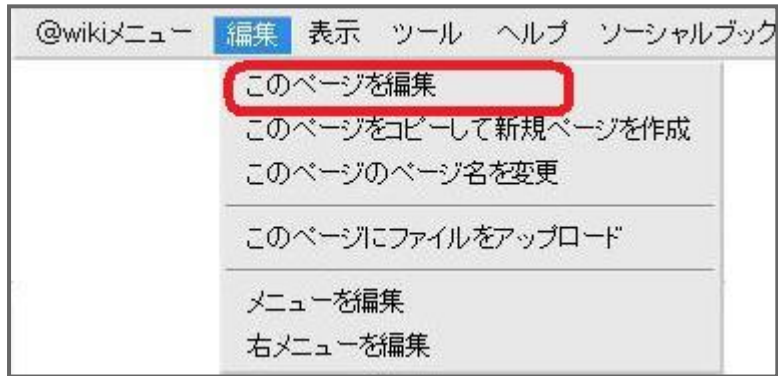 @wikiメニュー 編集 表示 ツール ヘルプ ソーシャルブック
このページを編集
このページをコピーして新規ページを作成
このページのページ名を変更
このページにファイルをアップロード
メニューを編集
右メニューを編集